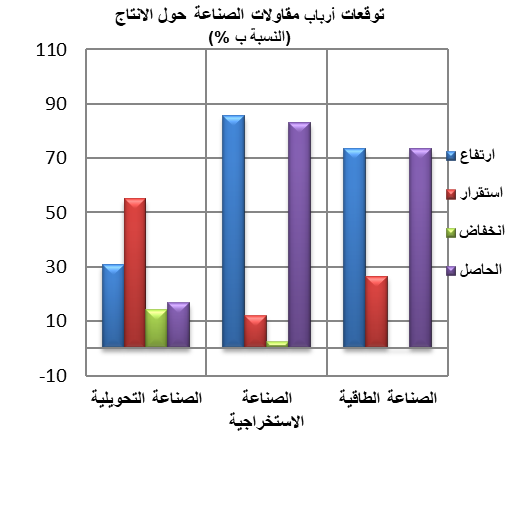 توقعات أرباب مقاولات الصناعة حول الانتاج
(النسبة ب %)
110
90
70
50
30
10
-10
ارتفاع
استقرار
انخفاض
الحاصل
الصناعة التحويلية
الصناعة
الاستخراجية
الصناعة الطاقية